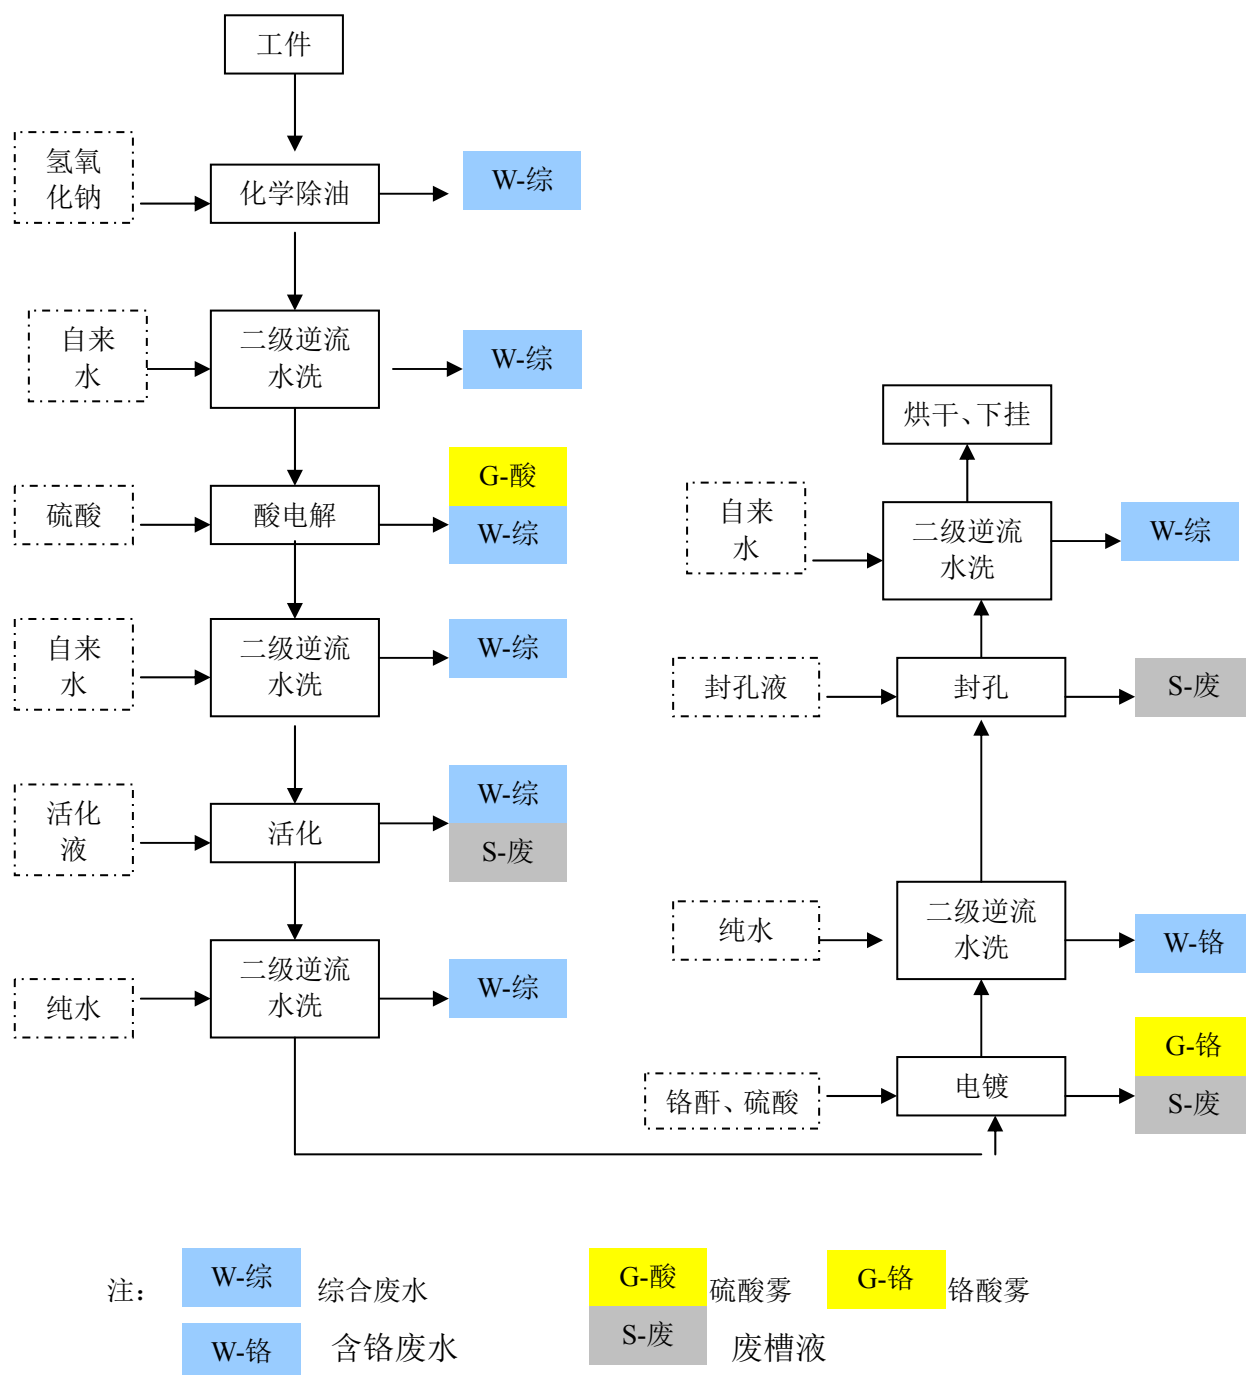 工件
氢氧
化钠
化学除油
W-综
自来
水
二级逆流
水洗
W-综
硫酸
酸电解
G-酸
W-综
自来
水
二级逆流
水洗
W-综
活化
液
活化
W-综
S-废
纯水
二级逆流
水洗
W-综
烘干、下挂
自来
水
二级逆流
水洗
W-综
封孔液
封孔
S-废
纯水
二级逆流
水洗
W-铬
铬酐、硫酸
电镀
G-铬
S-废
注：
W-综 综合废水
G-酸 硫酸雾
G-铬 铬酸雾
W-铬 含铬废水
S-废 废槽液